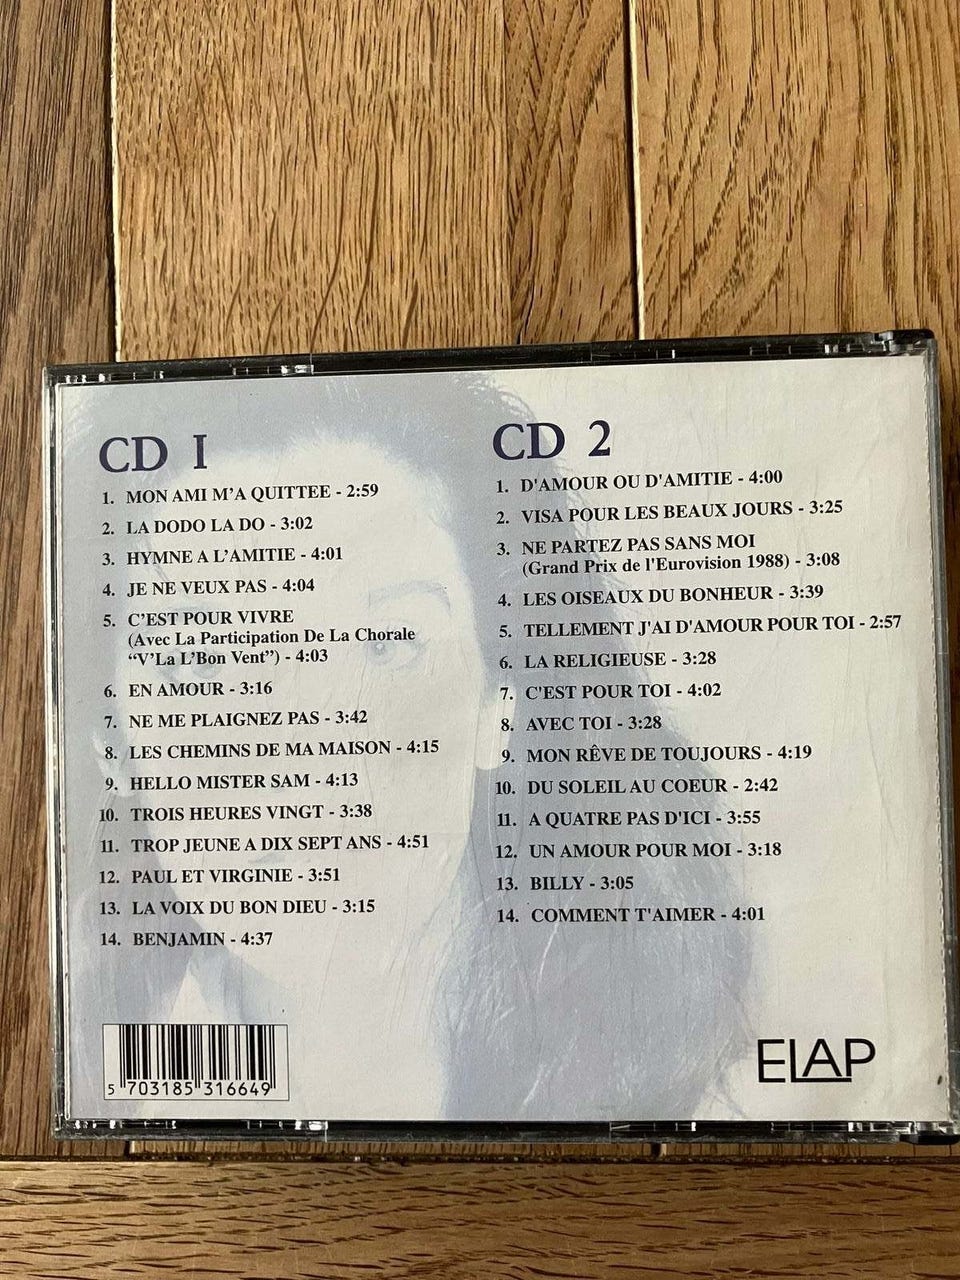 CD I
1. MON AMI M'A QUITTEE - 2:59
2. LA DODO LA DO - 3:02
3. HYMNE A L'AMITIE - 4:01
4. JE NE VEUX PAS - 4:04
5. C'EST POUR VIVRE
(Avec La Participation De La Chorale
“V'La L'Bon Vent”) - 4:03
6. EN AMOUR - 3:16
7. NE ME PLAIGNEZ PAS - 3:42
8. LES CHEMINS DE MA MAISON - 4:15
9. HELLO MISTER SAM - 4:13
10. TROIS HEURES VINGT - 3:38
11. TROP JEUNE A DIX SEPT ANS - 4:51
12. PAUL ET VIRGINIE - 3:51
13. LA VOIX DU BON DIEU - 3:15
14. BENJAMIN - 4:37
CD 2
1. D'AMOUR OU D'AMITIE - 4:00
2. VISA POUR LES BEAUX JOURS - 3:25
3. NE PARTEZ PAS SANS MOI
(Grand Prix de l'Eurovision 1988) - 3:08
4. LES OISEAUX DU BONHEUR - 3:39
5. TELLEMENT J'AI D'AMOUR POUR TOI - 2:57
6. LA RELIGIEUSE - 3:28
7. C'EST POUR TOI - 4:02
8. AVEC TOI - 3:28
9. MON RÊVE DE TOUJOURS - 4:19
10. DU SOLEIL AU COEUR - 2:42
11. A QUATRE PAS D'ICI - 3:55
12. UN AMOUR POUR MOI - 3:18
13. BILLY - 3:05
14. COMMENT T'AIMER - 4:01
5 703185 316649
ELAP